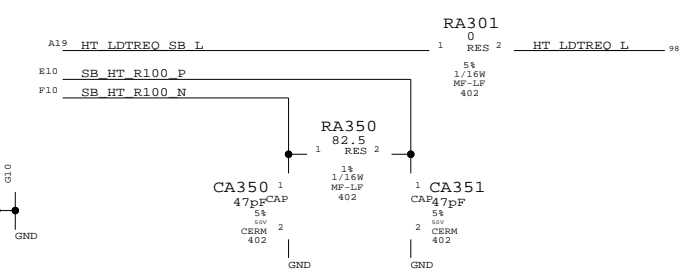 RA301
0
A19 HT_LDTREQ_SB_L 1 RES 2 HT_LDTREQ_L 98
5%
1/16W
MF-LF
402
E10 SB_HT_R100_P
F10 SB_HT_R100_N
RA350
82.5
1 RES 2
1%
1/16W
MF-LF
402
G10
GND
CA350 1
47pF CAP
5%
50V
CERM 2
402
GND
1 CA351
CAP 47pF
5%
50V
2 CERM
402
GND